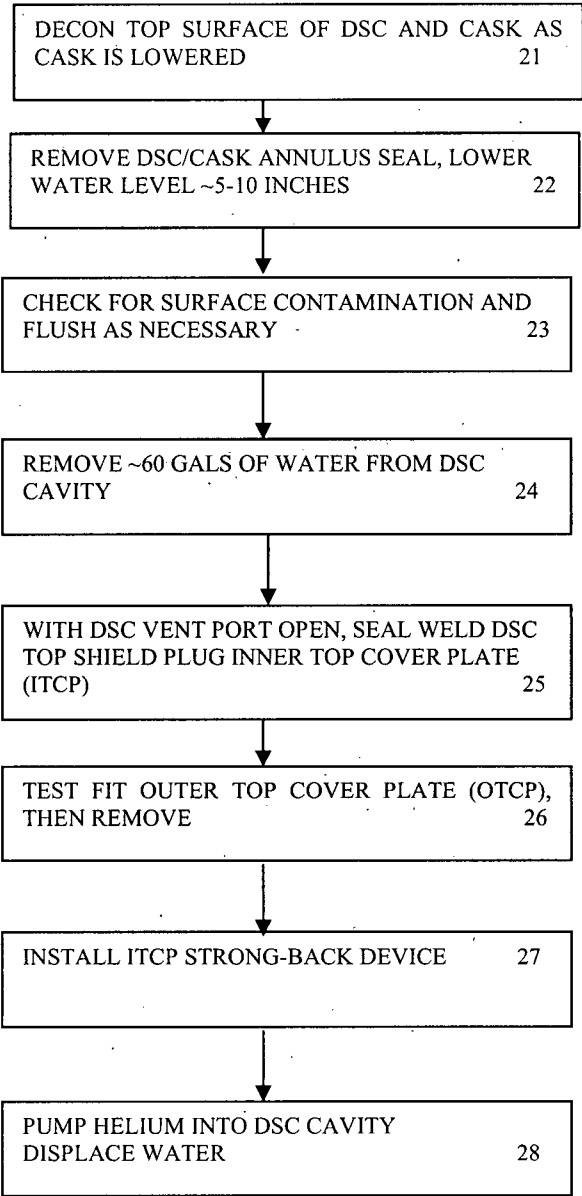 DECON TOP SURFACE OF DSC AND CASK AS
CASK IS LOWERED 21
REMOVE DSC/CASK ANNULUS SEAL, LOWER
WATER LEVEL ~5-10 INCHES 22
CHECK FOR SURFACE CONTAMINATION AND
FLUSH AS NECESSARY 23
REMOVE ~60 GALS OF WATER FROM DSC
CAVITY 24
WITH DSC VENT PORT OPEN, SEAL WELD DSC
TOP SHIELD PLUG INNER TOP COVER PLATE
(ITCP) 25
TEST FIT OUTER TOP COVER PLATE (OTCP),
THEN REMOVE 26
INSTALL ITCP STRONG-BACK DEVICE 27
PUMP HELIUM INTO DSC CAVITY
DISPLACE WATER 28